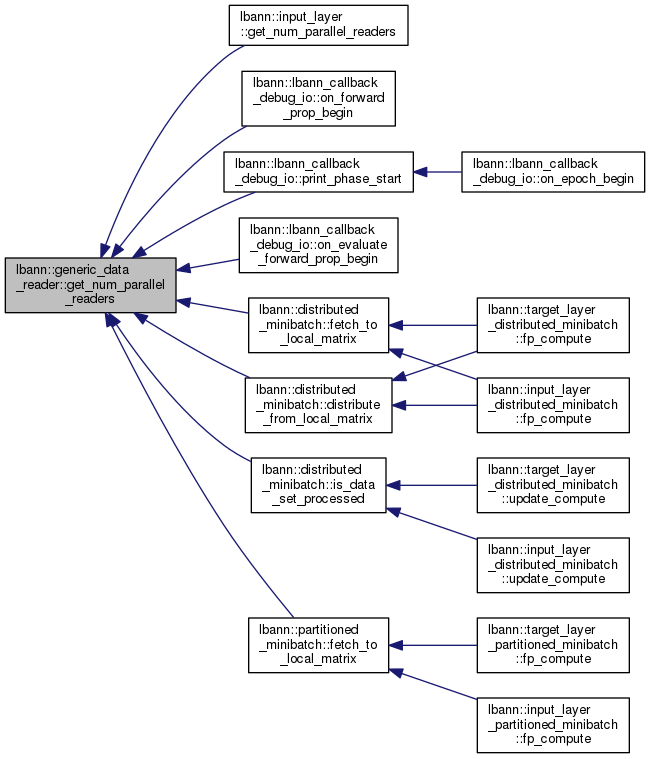 lbann::input_layer
::get_num_parallel_readers
lbann::lbann_callback
_debug_io::on_forward
_prop_begin
lbann::lbann_callback
_debug_io::print_phase_start
lbann::lbann_callback
_debug_io::on_epoch_begin
lbann::lbann_callback
_debug_io::on_evaluate
_forward_prop_begin
lbann::generic_data
_reader::get_num_parallel
_readers
lbann::distributed
_minibatch::fetch_to
_local_matrix
lbann::target_layer
_distributed_minibatch
::fp_compute
lbann::distributed
_minibatch::distribute
_from_local_matrix
lbann::input_layer
_distributed_minibatch
::fp_compute
lbann::distributed
_minibatch::is_data
_set_processed
lbann::target_layer
_distributed_minibatch
::update_compute
lbann::input_layer
_distributed_minibatch
::update_compute
lbann::partitioned
_minibatch::fetch_to
_local_matrix
lbann::target_layer
_partitioned_minibatch
::fp_compute
lbann::input_layer
_partitioned_minibatch
::fp_compute